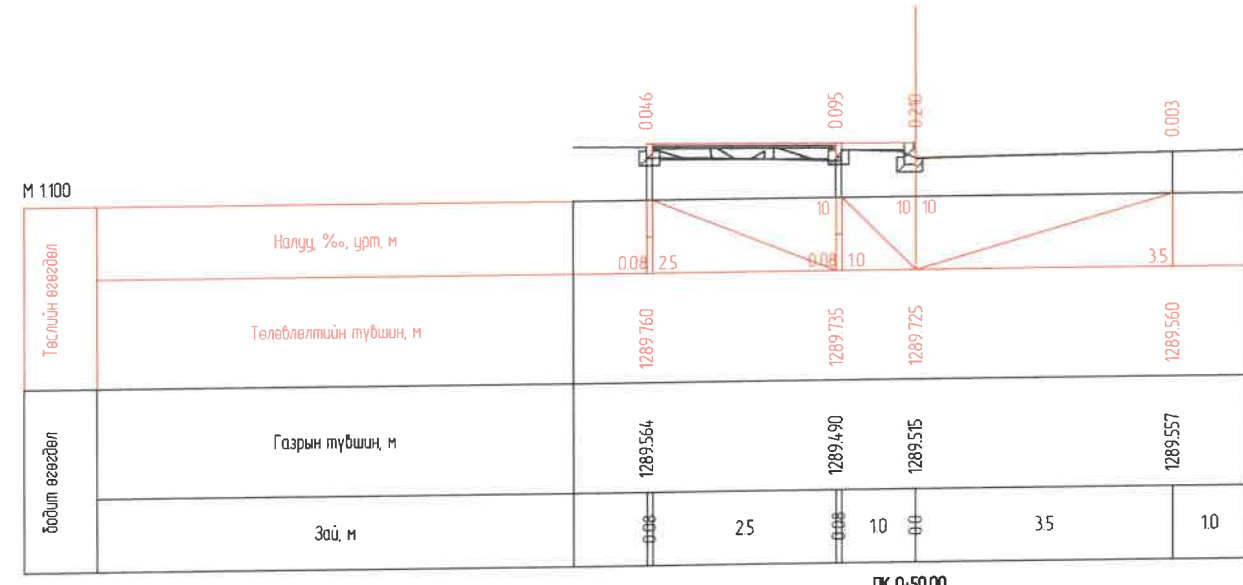 0.046 0.095 0.210 0.003
М 1:100
Төслийн өгөгдөл
Налуу, ‰, урт, м
10 10 10
0.08 2.5 0.08 1.0 3.5
Төлөвлөлтийн түвшин, м
1289.760 1289.735 1289.725 1289.560
бодит өгөгдөл
Газрын түвшин, м
1289.564 1289.490 1289.515 1289.557
Зай, м
0.08 2.5 0.08 1.0 0.0 3.5 1.0
ПК 0+50.00